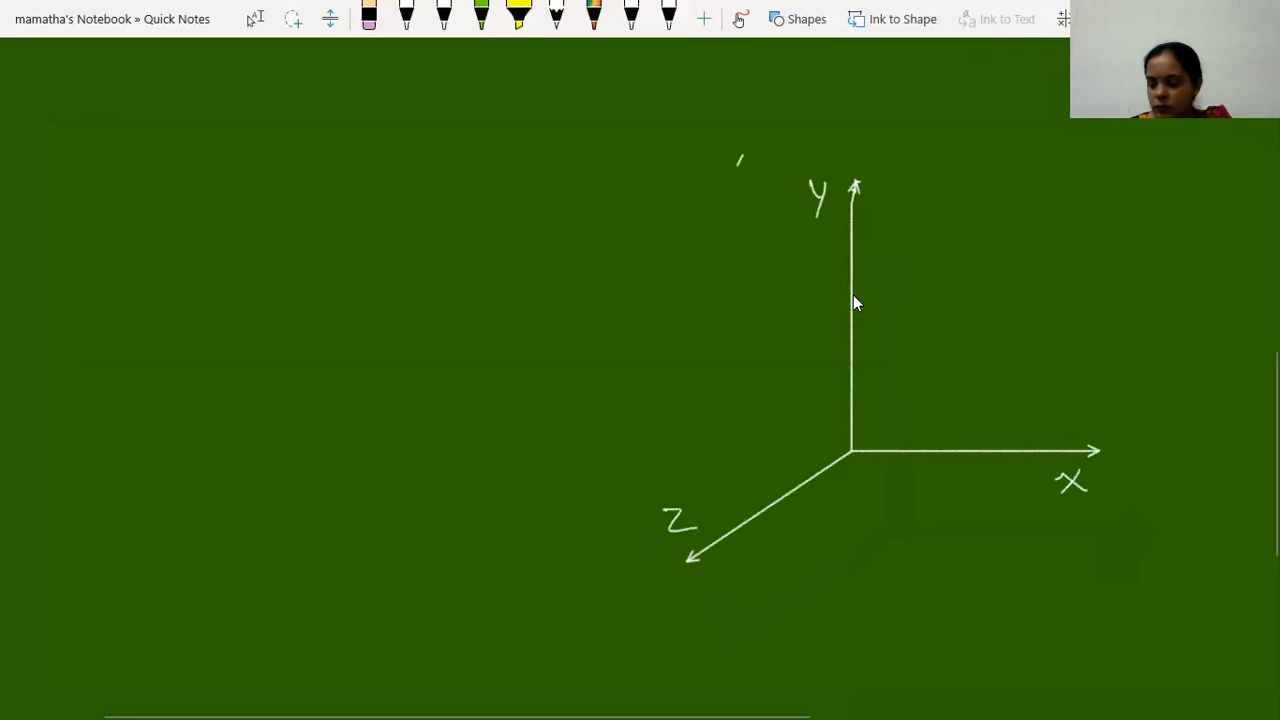 mamatha's Notebook » Quick Notes
Shapes
Ink to Shape
Ink to Text
y
x
z